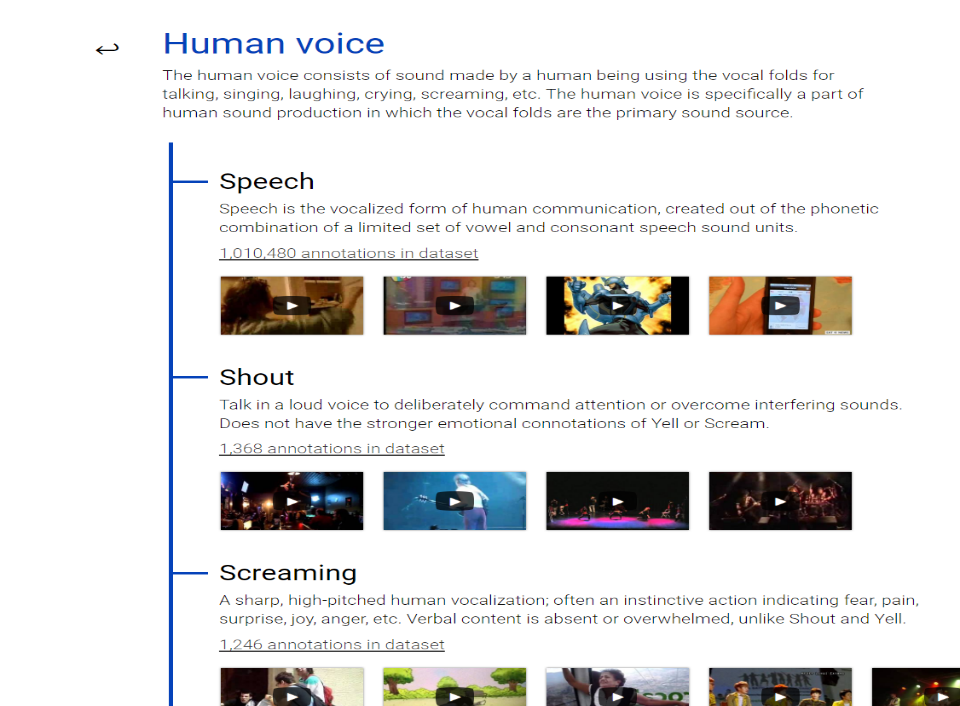 Human voice
The human voice consists of sound made by a human being using the vocal folds for
talking, singing, laughing, crying, screaming, etc. The human voice is specifically a part of
human sound production in which the vocal folds are the primary sound source.
Speech
Speech is the vocalized form of human communication, created out of the phonetic
combination of a limited set of vowel and consonant speech sound units.
1,010,480 annotations in dataset
Shout
Talk in a loud voice to deliberately command attention or overcome interfering sounds.
Does not have the stronger emotional connotations of Yell or Scream.
1,368 annotations in dataset
Screaming
A sharp, high-pitched human vocalization; often an instinctive action indicating fear, pain,
surprise, joy, anger, etc. Verbal content is absent or overwhelmed, unlike Shout and Yell.
1,246 annotations in dataset